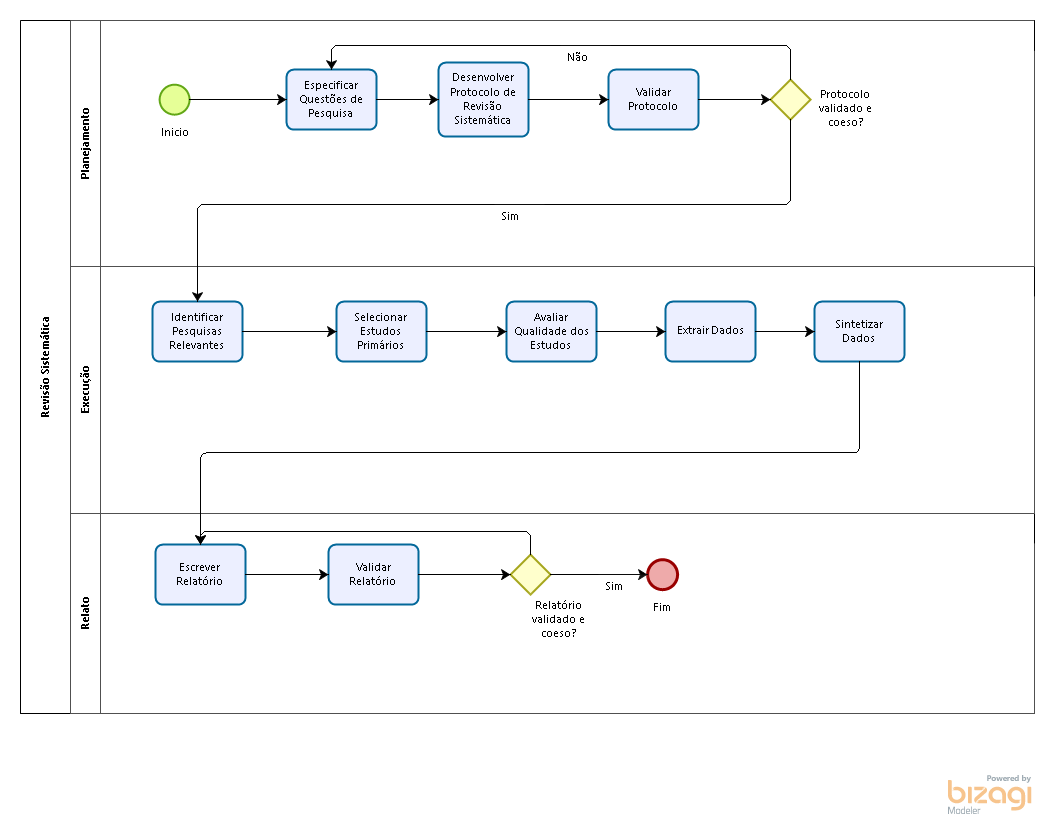 Revisão Sistemática
Planejamento
Inicio
Especificar
Questões de
Pesquisa
Desenvolver
Protocolo de
Revisão
Sistemática
Validar
Protocolo
Protocolo
validado e
coeso?
Não
Sim
Execução
Identificar
Pesquisas
Relevantes
Selecionar
Estudos
Primários
Avaliar
Qualidade dos
Estudos
Extrair Dados
Sintetizar
Dados
Relato
Escrever
Relatório
Validar
Relatório
Relatório
validado e
coeso?
Sim
Fim
Powered by
bizagi
Modeler